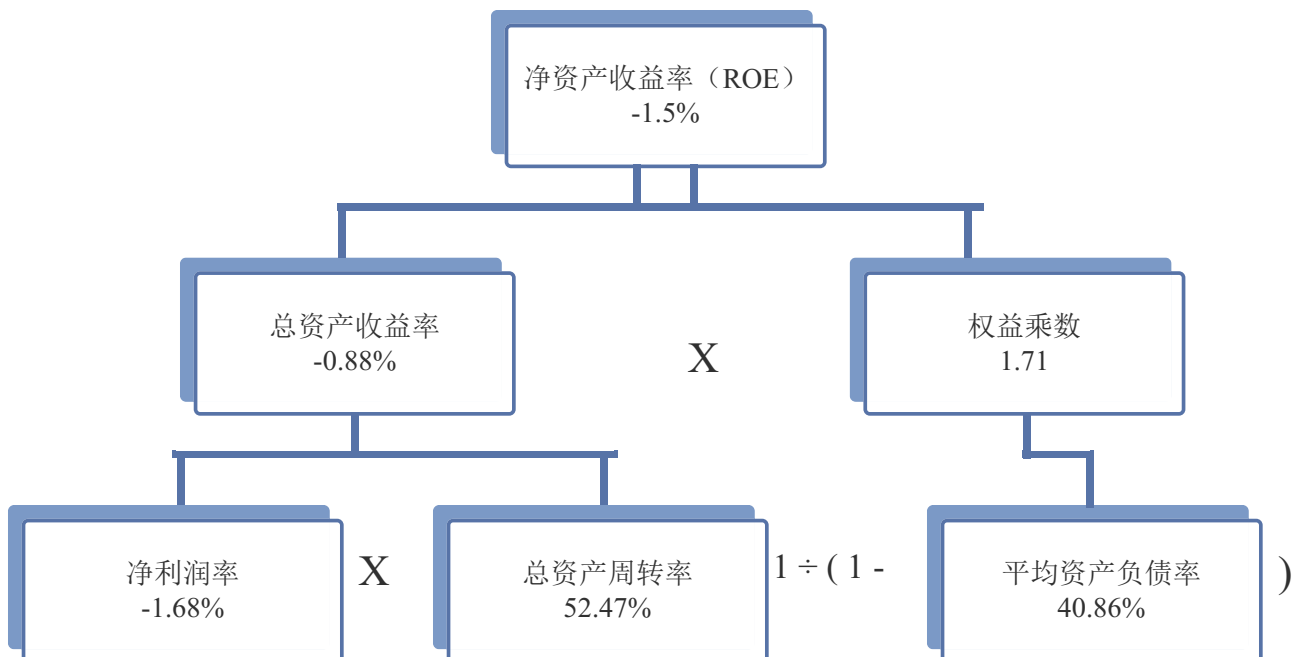 净资产收益率（ROE）
-1.5%
总资产收益率
-0.88%
X
权益乘数
1.71
净利润率
-1.68%
X
总资产周转率
52.47%
1 ÷ ( 1 -
平均资产负债率
40.86%
)